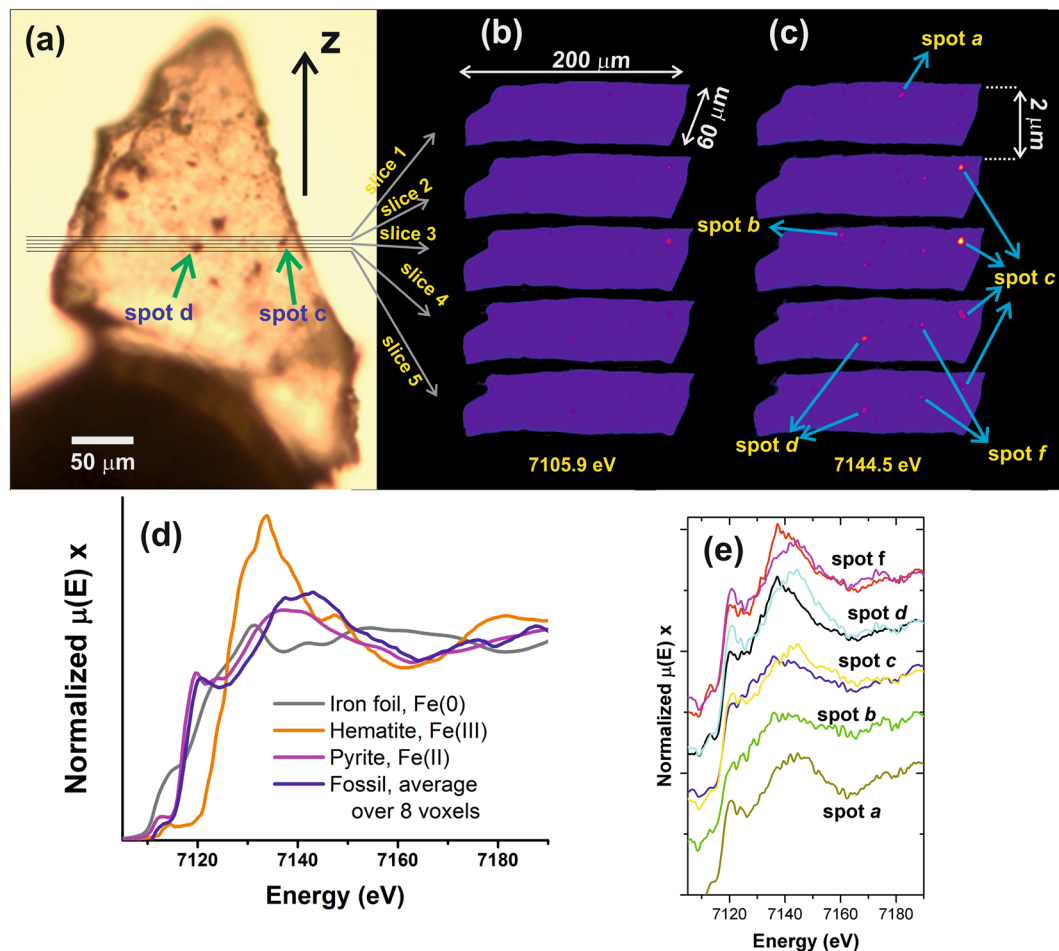 (a)
z
(b)
(c)
spot a
200 μm
60 μm
2 μm
slice 1
slice 2
slice 3
slice 4
slice 5
spot b
spot c
spot d
spot c
spot d
spot f
50 μm
7105.9 eV
7144.5 eV
(d)
Normalized μ(E) x
Iron foil, Fe(0)
Hematite, Fe(III)
Pyrite, Fe(II)
Fossil, average
over 8 voxels
7120
7140
7160
7180
Energy (eV)
(e)
Normalized μ(E) x
spot f
spot d
spot c
spot b
spot a
7120
7140
7160
7180
Energy (eV)